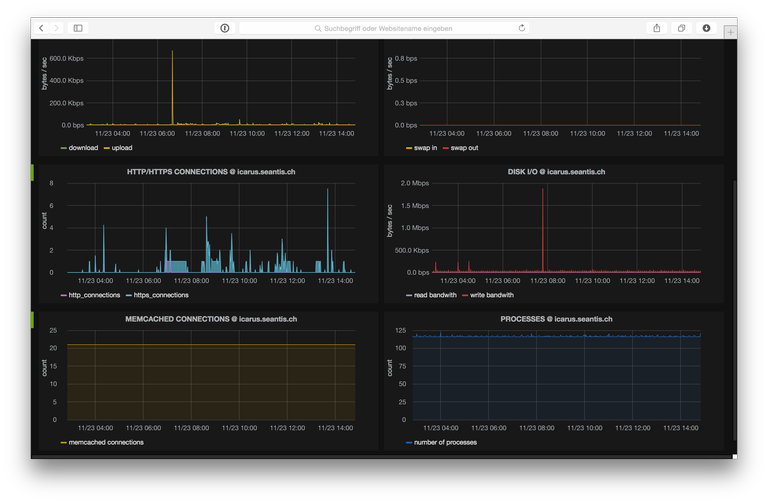 Suchbegriff oder Websitename eingeben
600.0 Kbps
400.0 Kbps
200.0 Kbps
0.0 bps
bytes / sec
11/23 04:00 11/23 06:00 11/23 08:00 11/23 10:00 11/23 12:00 11/23 14:00
download upload
0.8 bps
0.5 bps
0.3 bps
0.0 bps
bytes / sec
11/23 04:00 11/23 06:00 11/23 08:00 11/23 10:00 11/23 12:00 11/23 14:00
swap in swap out
HTTP/HTTPS CONNECTIONS @ icarus.seantis.ch
8
6
4
2
0
count
11/23 04:00 11/23 06:00 11/23 08:00 11/23 10:00 11/23 12:00 11/23 14:00
http_connections https_connections
DISK I/O @ icarus.seantis.ch
2.0 Mbps
1.5 Mbps
1.0 Mbps
500.0 Kbps
0.0 bps
bytes / sec
11/23 04:00 11/23 06:00 11/23 08:00 11/23 10:00 11/23 12:00 11/23 14:00
read bandwith write bandwith
MEMCACHED CONNECTIONS @ icarus.seantis.ch
25
20
15
10
5
0
count
11/23 04:00 11/23 06:00 11/23 08:00 11/23 10:00 11/23 12:00 11/23 14:00
memcached connections
PROCESSES @ icarus.seantis.ch
125
100
75
50
25
0
count
11/23 04:00 11/23 06:00 11/23 08:00 11/23 10:00 11/23 12:00 11/23 14:00
number of processes